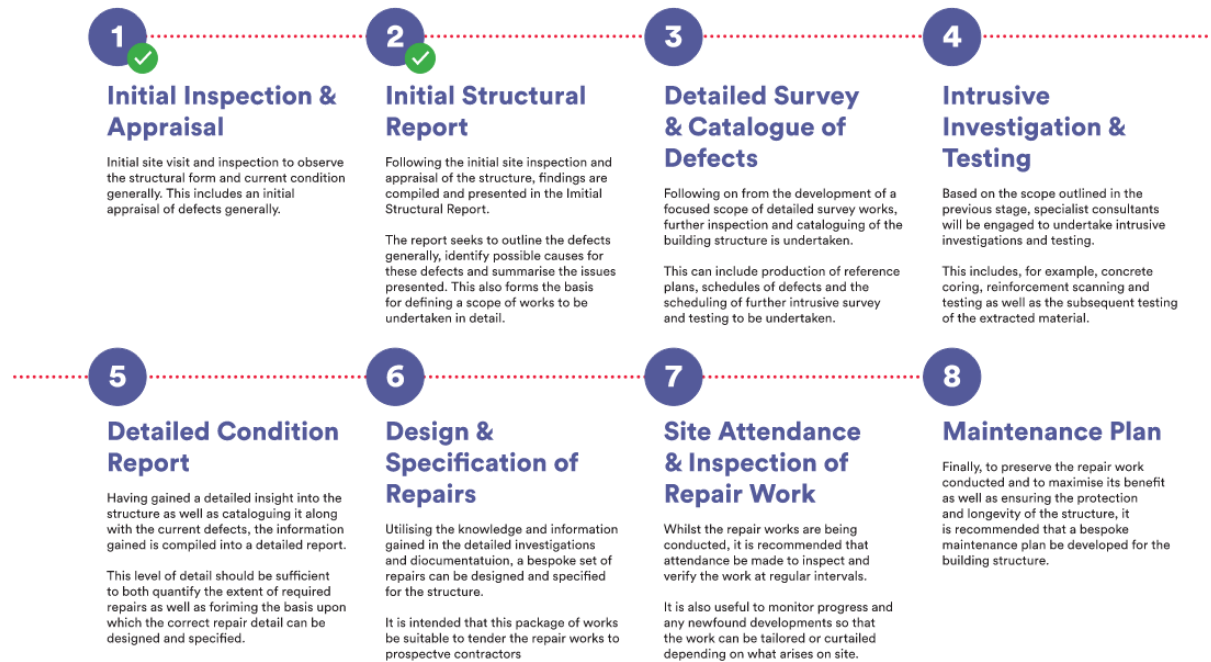 1
Initial Inspection &
Appraisal
Initial site visit and inspection to observe
the structural form and current condition
generally. This includes an initial
appraisal of defects generally.
2
Initial Structural
Report
Following the initial site inspection and
appraisal of the structure, findings are
compiled and presented in the Imitial
Structural Report.
The report seeks to outline the defects
generally, identify possible causes for
these defects and summarise the issues
presented. This also forms the basis
for defining a scope of works to be
undertaken in detail.
3
Detailed Survey
& Catalogue of
Defects
Following on from the development of a
focused scope of detailed survey works,
further inspection and cataloguing of the
building structure is undertaken.
This can include production of reference
plans, schedules of defects and the
scheduling of further intrusive survey
and testing to be undertaken.
4
Intrusive
Investigation &
Testing
Based on the scope outlined in the
previous stage, specialist consultants
will be engaged to undertake intrusive
investigations and testing.
This includes, for example, concrete
coring, reinforcement scanning and
testing as well as the subsequent testing
of the extracted material.
5
Detailed Condition
Report
Having gained a detailed insight into the
structure as well as cataloguing it along
with the current defects, the information
gained is compiled into a detailed report.
This level of detail should be sufficient
to both quantify the extent of required
repairs as well as foriming the basis upon
which the correct repair detail can be
designed and specified.
6
Design &
Specification of
Repairs
Utilising the knowledge and information
gained in the detailed investigations
and diocumentatuion, a bespoke set of
repairs can be designed and specified
for the structure.
It is intended that this package of works
be suitable to tender the repair works to
prospectve contractors
7
Site Attendance
& Inspection of
Repair Work
Whilst the repair works are being
conducted, it is recommended that
attendance be made to inspect and
verify the work at regular intervals.
It is also useful to monitor progress and
any newfound developments so that
the work can be tailored or curtailed
depending on what arises on site.
8
Maintenance Plan
Finally, to preserve the repair work
conducted and to maximise its benefit
as well as ensuring the protection
and longevity of the structure, it
is recommended that a bespoke
maintenance plan be developed for the
building structure.